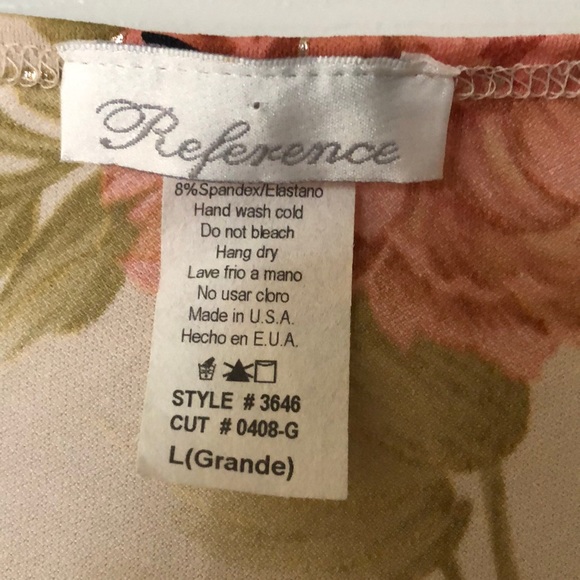 Reference
8%Spandex/Elastano
Hand wash cold
Do not bleach
Hang dry
Lave frio à mano
No usar cloro
Made in U.S.A.
Hecho en E.U.A.
STYLE # 3646
CUT # 0408-G
L(Grande)